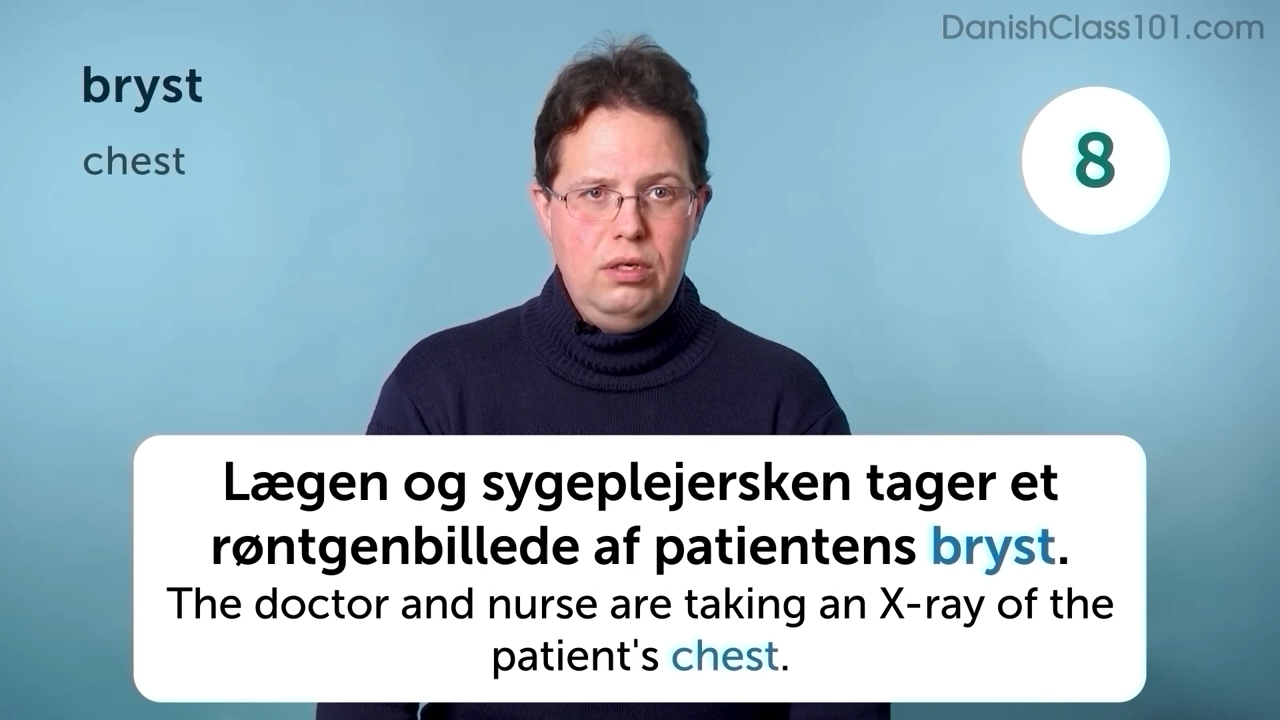 DanishClass101.com
bryst
chest
8
Lægen og sygeplejersken tager et
røntgenbillede af patientens bryst.
The doctor and nurse are taking an X-ray of the
patient's chest.